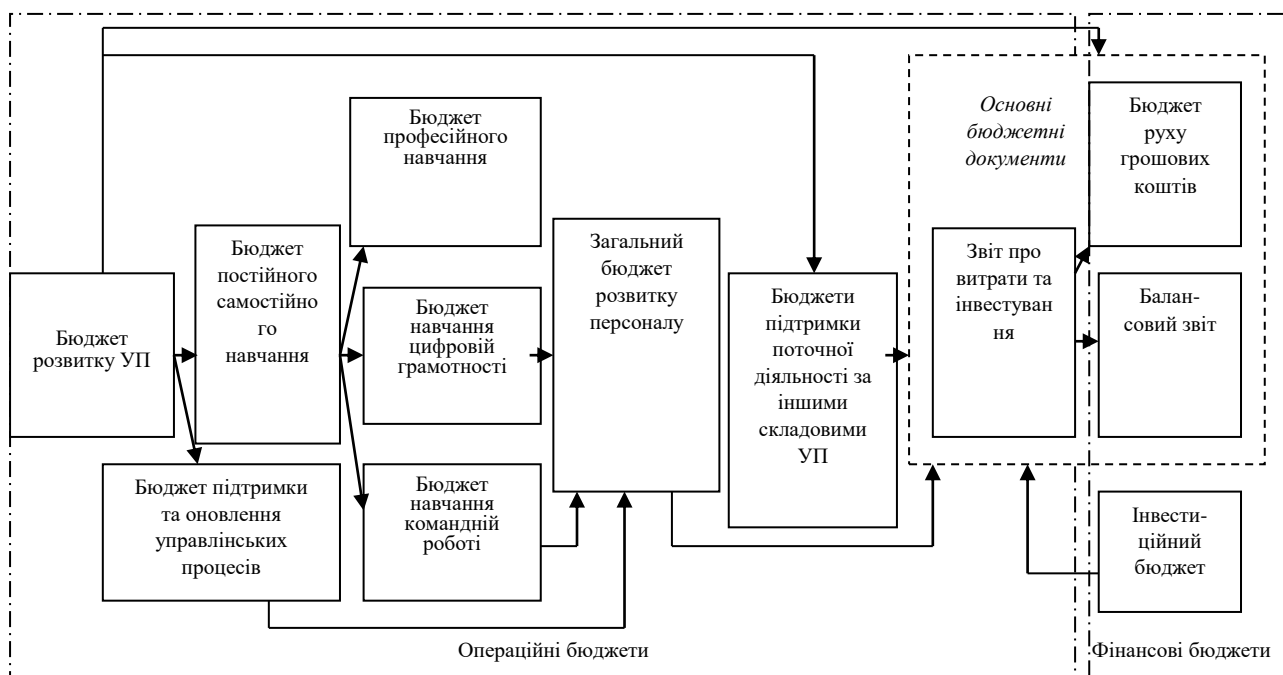 Бюджет
розвитку УП
Бюджет
постійного
самостійно
го
навчання
Бюджет підтримки
та оновлення
управлінських
процесів
Бюджет
професійного
навчання
Бюджет
навчання
цифровій
грамотності
Бюджет
навчання
командній
роботі
Загальний
бюджет
розвитку
персоналу
Бюджети
підтримки
поточної
діяльності за
іншими
складовими
УП
Основні
бюджетні
документи
Звіт про
витрати та
інвестуван
ня
Бюджет
руху
грошових
коштів
Балан-
совий звіт
Інвести-
ційний
бюджет
Операційні бюджети
Фінансові бюджети